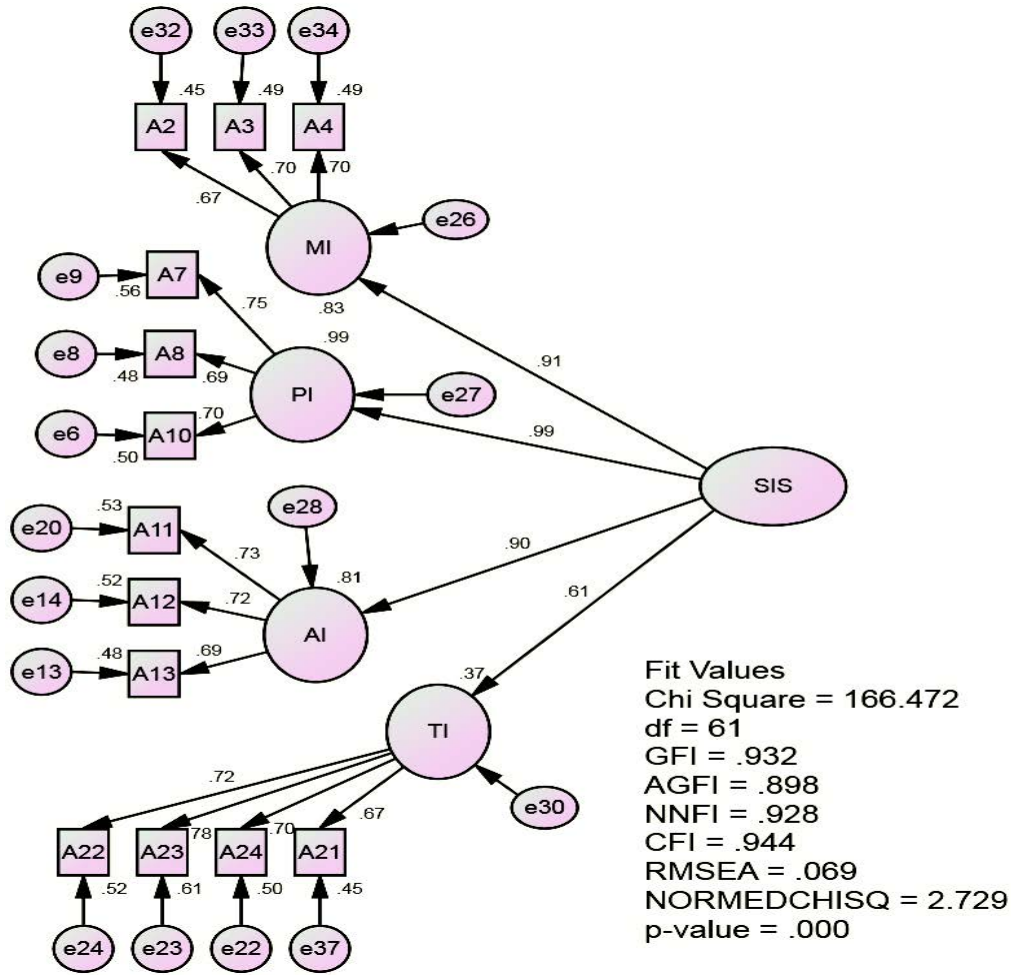 e32 e33 e34
.45 .49 .49
A2 A3 A4
.67 .70 .70
MI e26
.83
e9 A7
.56 .75
.99
e8 A8
.48 .69
PI e27
.70
e6 A10
.50
.91
.99
SIS
.90
.61
e28
.53
e20 A11
.73
.81
.52
e14 A12
.72
AI
.48
e13 A13
.69
.37
TI
e30
.72 .78 .70 .67
A22 A23 A24 A21
.52 .61 .50 .45
e24 e23 e22 e37
Fit Values
Chi Square = 166.472
df = 61
GFI = .932
AGFI = .898
NNFI = .928
CFI = .944
RMSEA = .069
NORMEDCHISQ = 2.729
p-value = .000